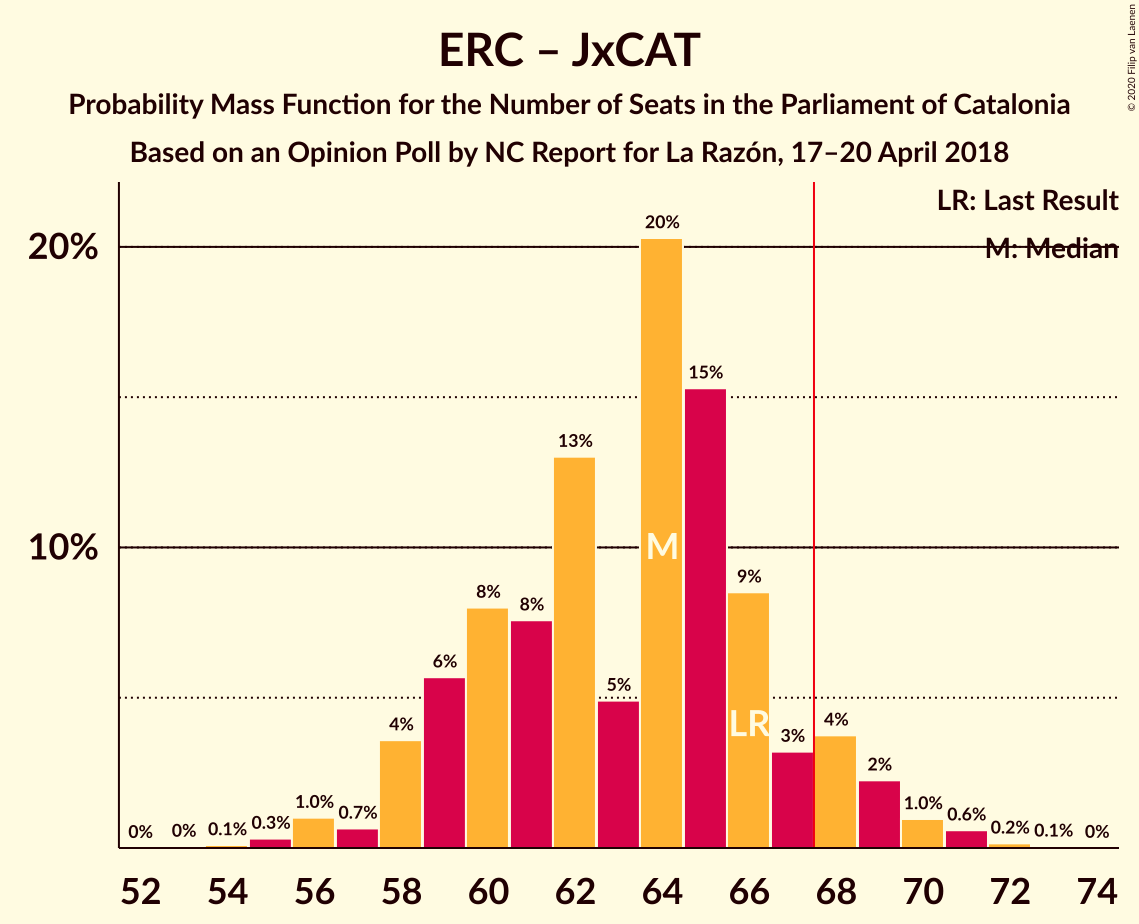 ERC – JxCAT
Probability Mass Function for the Number of Seats in the Parliament of Catalonia
Based on an Opinion Poll by NC Report for La Razón, 17–20 April 2018
© 2020 Filip van Laenen
LR: Last Result
M: Median
20%
10%
0%
0%
0.1%
0.3%
1.0%
0.7%
4%
6%
8%
8%
13%
5%
20%
15%
9%
3%
4%
2%
1.0%
0.6%
0.2%
0.1%
0%
M
LR
52 54 56 58 60 62 64 66 68 70 72 74